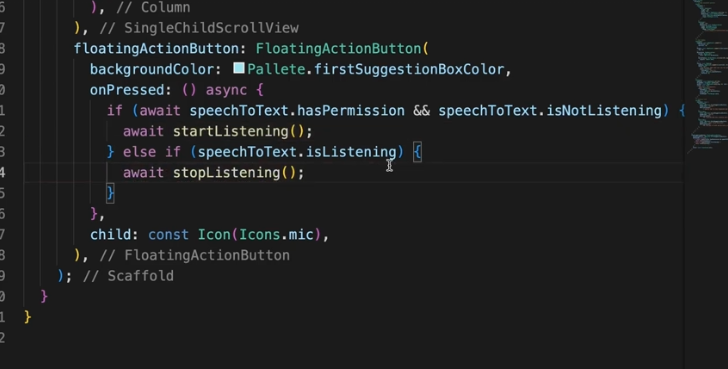 6 ), // Column
7 ), // SingleChildScrollView
8 floatingActionButton: FloatingActionButton(
9 backgroundColor: Pallete.firstSuggestionBoxColor,
0 onPressed: () async {
1 if (await speechToText.hasPermission && speechToText.isNotListening) {
2 await startListening();
3 } else if (speechToText.isListening) {
4 await stopListening();
5 }
6 },
7 child: const Icon(Icons.mic),
8 ), // FloatingActionButton
9 ); // Scaffold
0 }
1 }
2